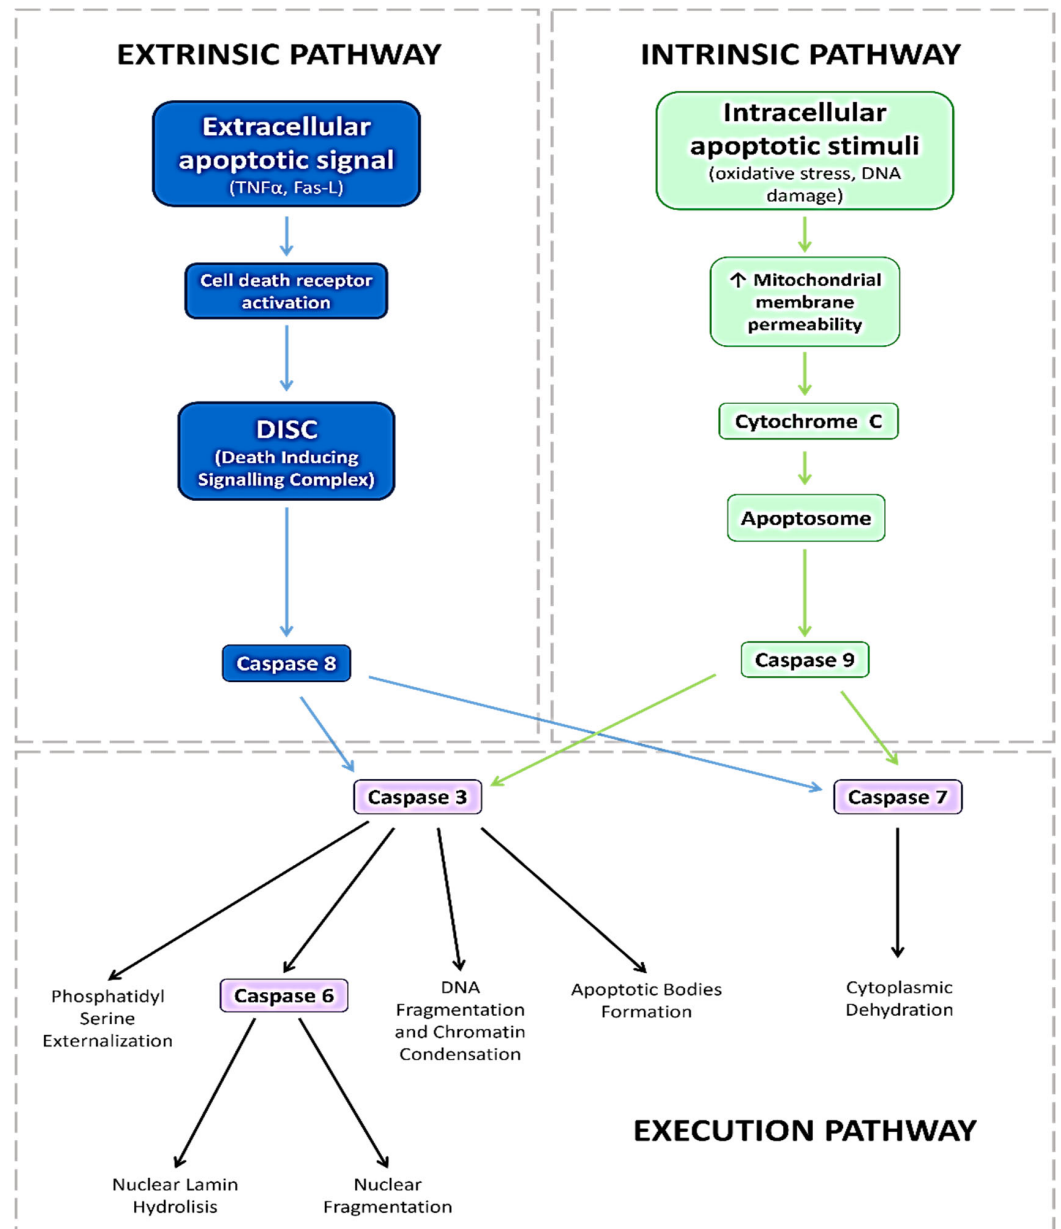 EXTRINSIC PATHWAY
Extracellular
apoptotic signal
(TNFα, Fas-L)
Cell death receptor
activation
DISC
(Death Inducing
Signalling Complex)
Caspase 8
INTRINSIC PATHWAY
Intracellular
apoptotic stimuli
(oxidative stress, DNA
damage)
↑ Mitochondrial
membrane
permeability
Cytochrome C
Apoptosome
Caspase 9
Caspase 3
Caspase 7
Phosphatidyl
Serine
Externalization
Caspase 6
DNA
Fragmentation
and Chromatin
Condensation
Apoptotic Bodies
Formation
Cytoplasmic
Dehydration
EXECUTION PATHWAY
Nuclear Lamin
Hydrolisis
Nuclear
Fragmentation